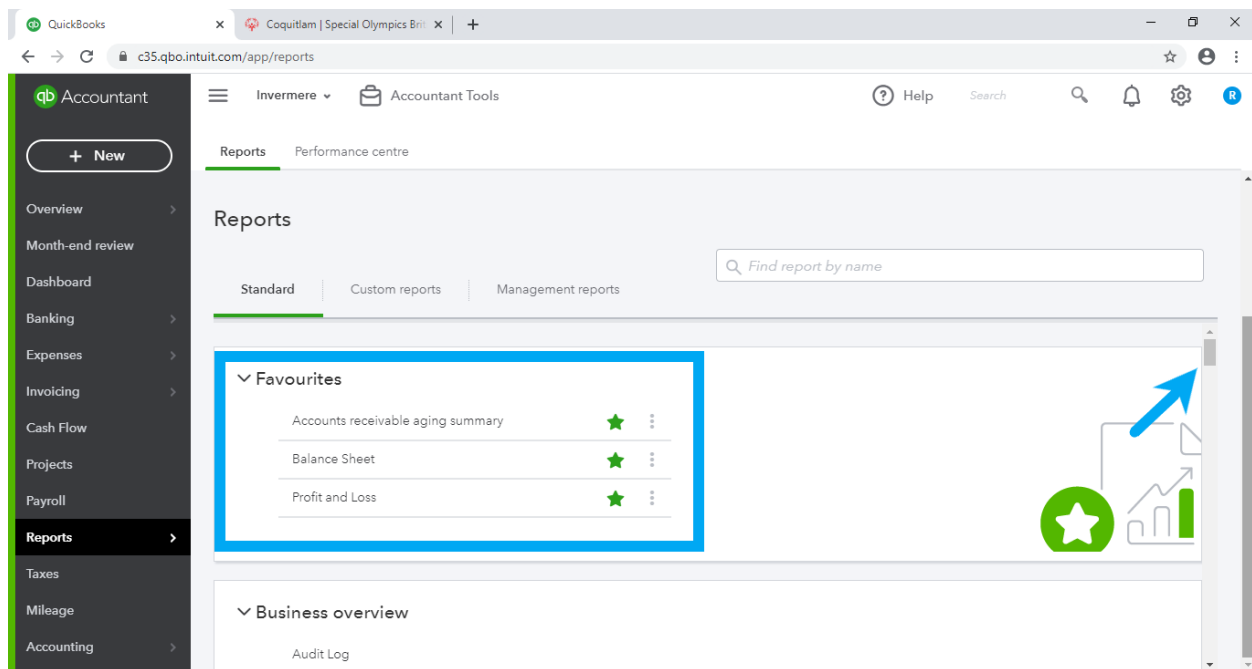 QuickBooks
Coquitlam | Special Olympics Brit
c35.qbo.intuit.com/app/reports
qb Accountant
Invermere
Accountant Tools
? Help
Search
R
+ New
Reports
Performance centre
Overview
Month-end review
Dashboard
Banking
Expenses
Invoicing
Cash Flow
Projects
Payroll
Reports
Taxes
Mileage
Accounting
Reports
Find report by name
Standard
Custom reports
Management reports
Favourites
Accounts receivable aging summary
Balance Sheet
Profit and Loss
Business overview
Audit Log